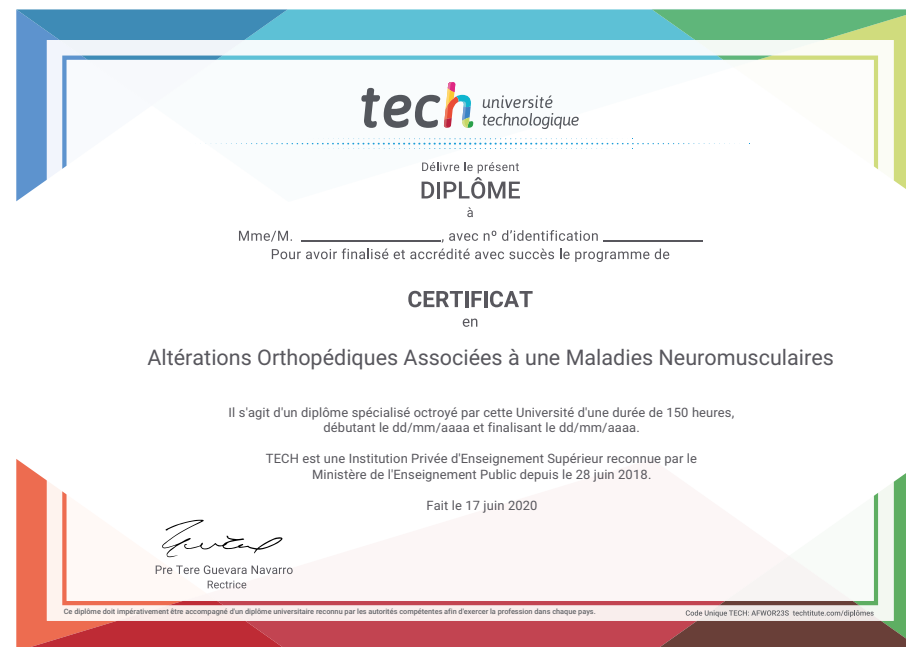 tech université
technologique
Délivre le présent
DIPLÔME
à
Mme/M. ____________________, avec nº d'identification ______________
Pour avoir finalisé et accrédité avec succès le programme de
CERTIFICAT
en
Altérations Orthopédiques Associées à une Maladies Neuromusculaires
Il s'agit d'un diplôme spécialisé octroyé par cette Université d'une durée de 150 heures,
débutant le dd/mm/aaaa et finalisant le dd/mm/aaaa.
TECH est une Institution Privée d'Enseignement Supérieur reconnue par le
Ministère de l'Enseignement Public depuis le 28 juin 2018.
Fait le 17 juin 2020
Pre Tere Guevara Navarro
Rectrice
Ce diplôme doit impérativement être accompagné d'un diplôme universitaire reconnu par les autorités compétentes afin d'exercer la profession dans chaque pays.
Code Unique TECH: AFWOR23S techtitute.com/diplômes